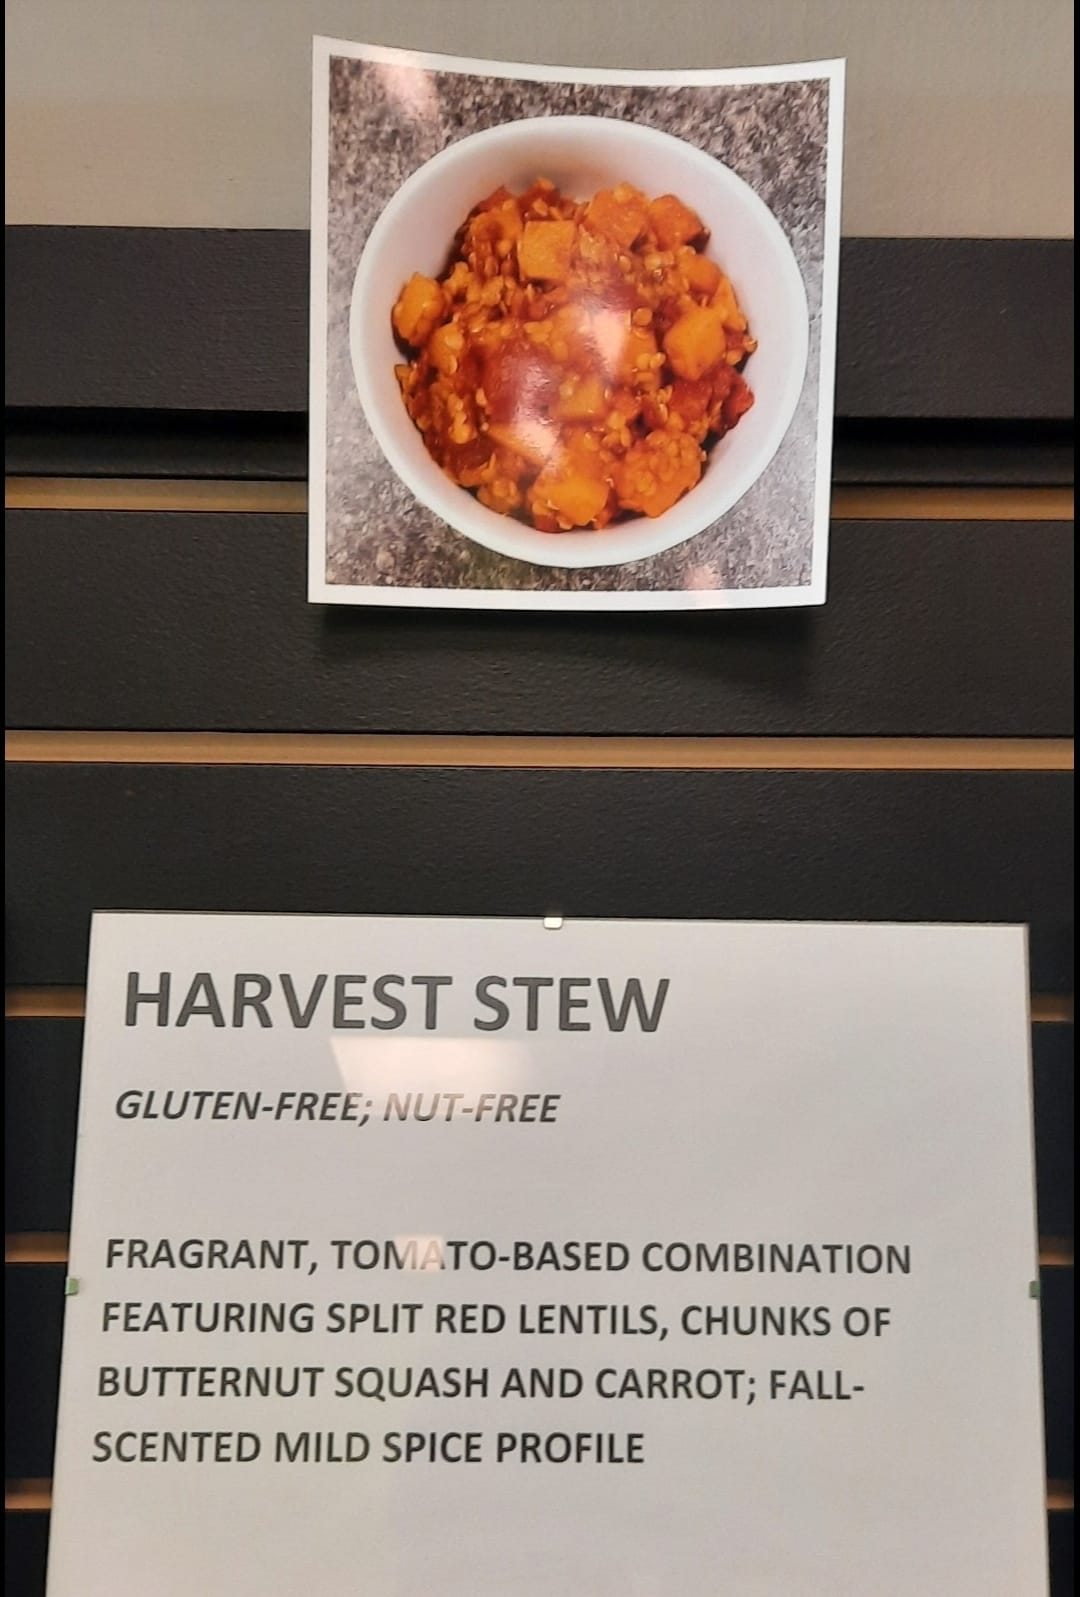 HARVEST STEW
GLUTEN-FREE; NUT-FREE
FRAGRANT, TOMATO-BASED COMBINATION
FEATURING SPLIT RED LENTILS, CHUNKS OF
BUTTERNUT SQUASH AND CARROT; FALL-
SCENTED MILD SPICE PROFILE